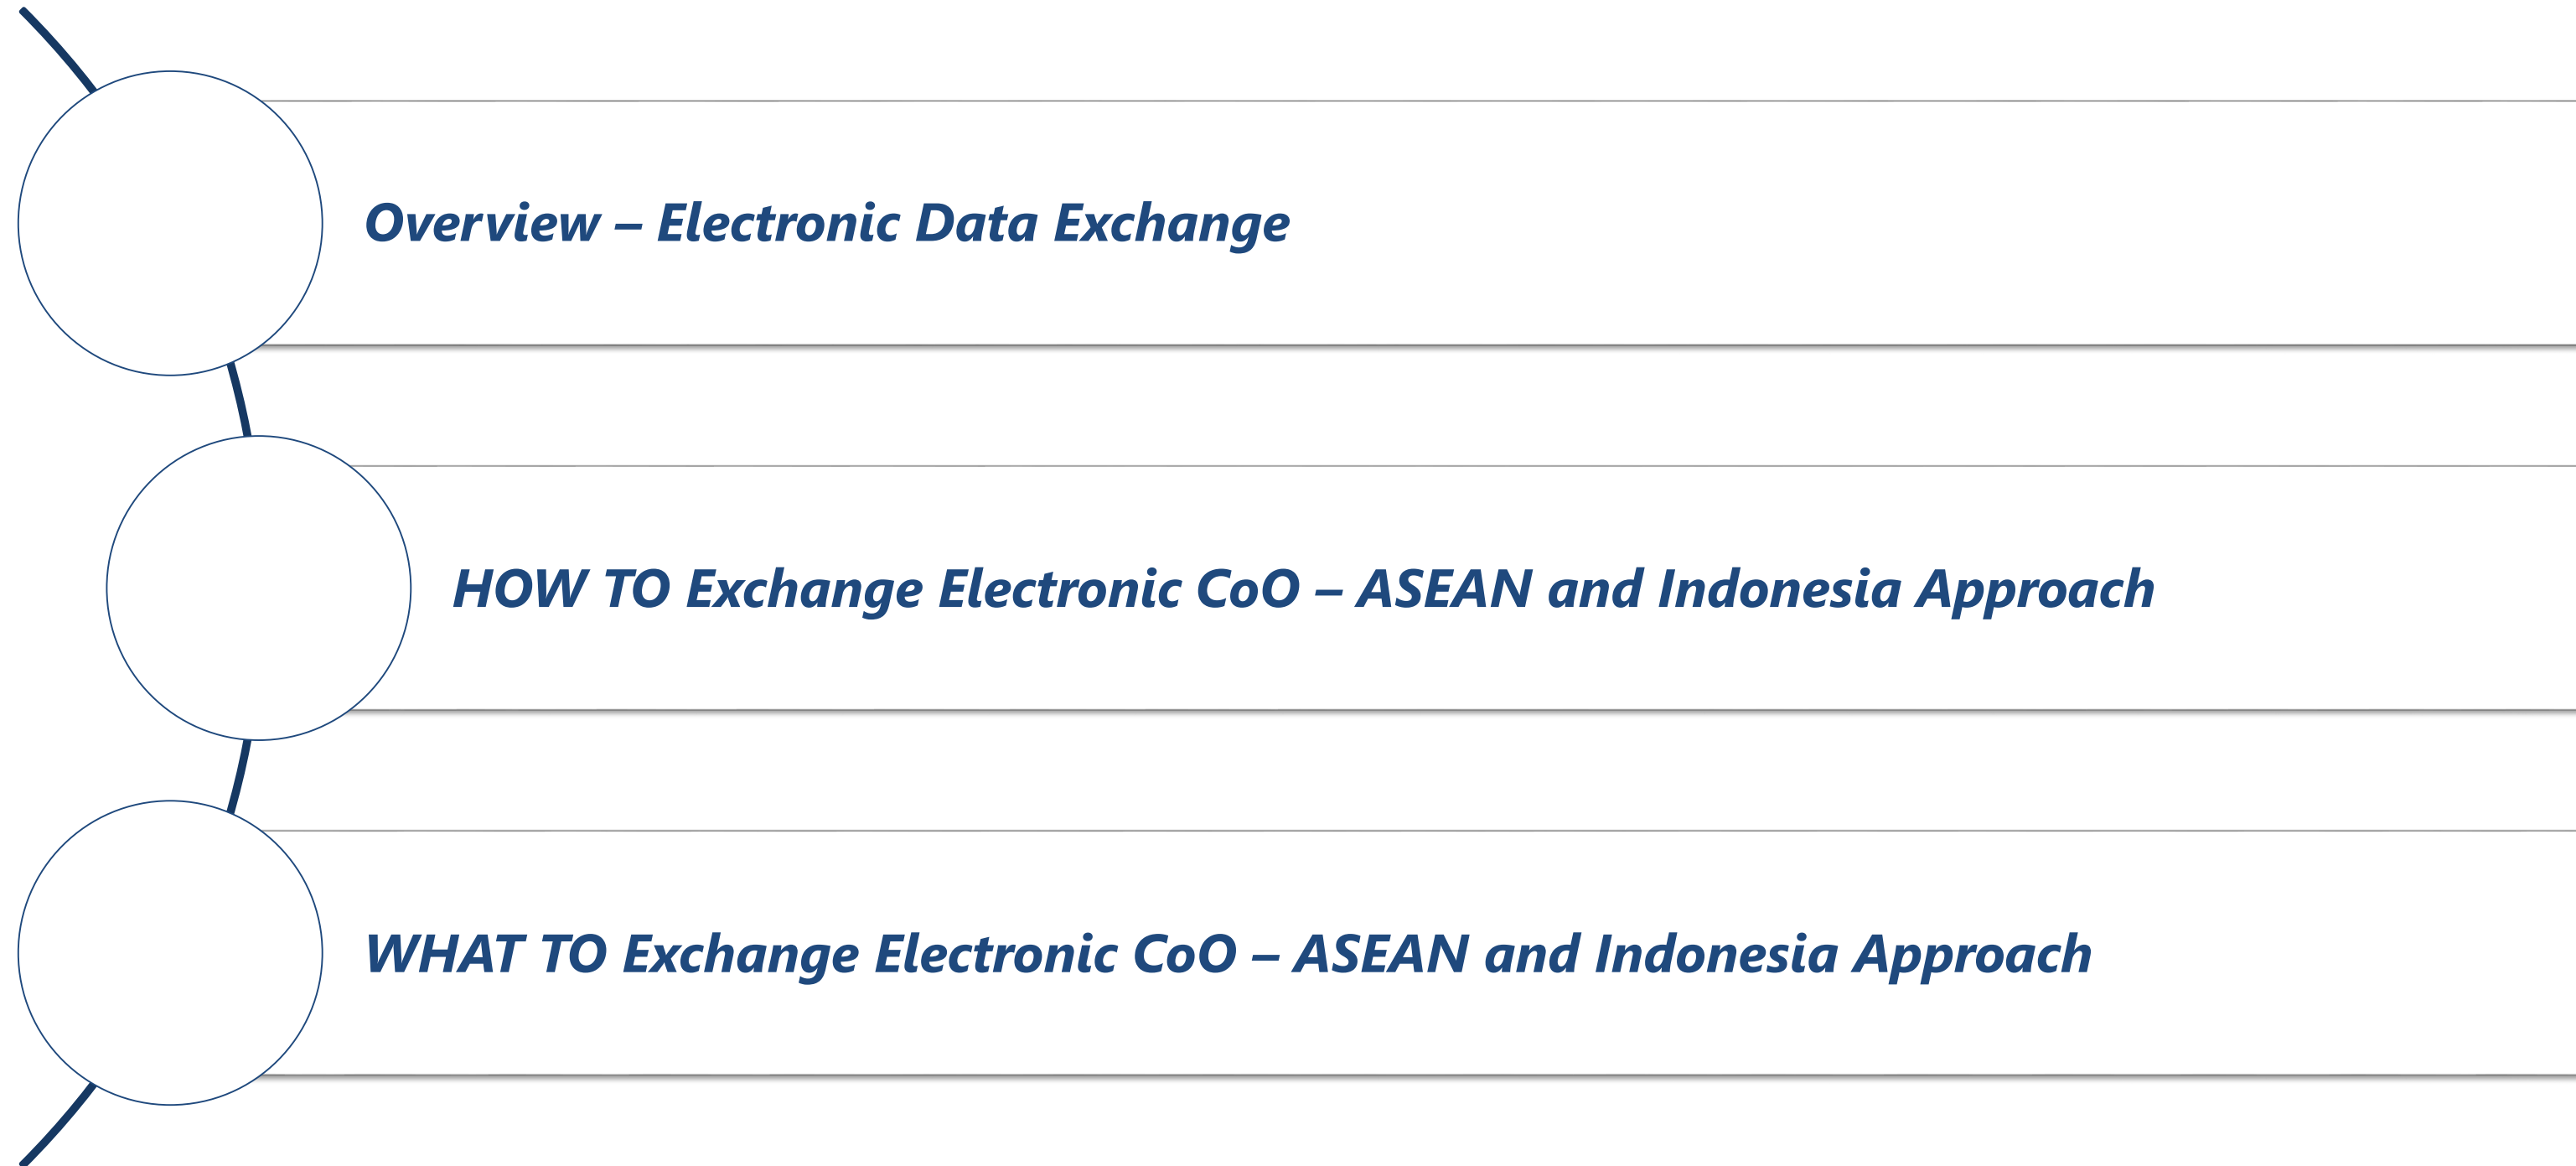 Overview – Electronic Data Exchange
HOW TO Exchange Electronic CoO – ASEAN and Indonesia Approach
WHAT TO Exchange Electronic CoO – ASEAN and Indonesia Approach